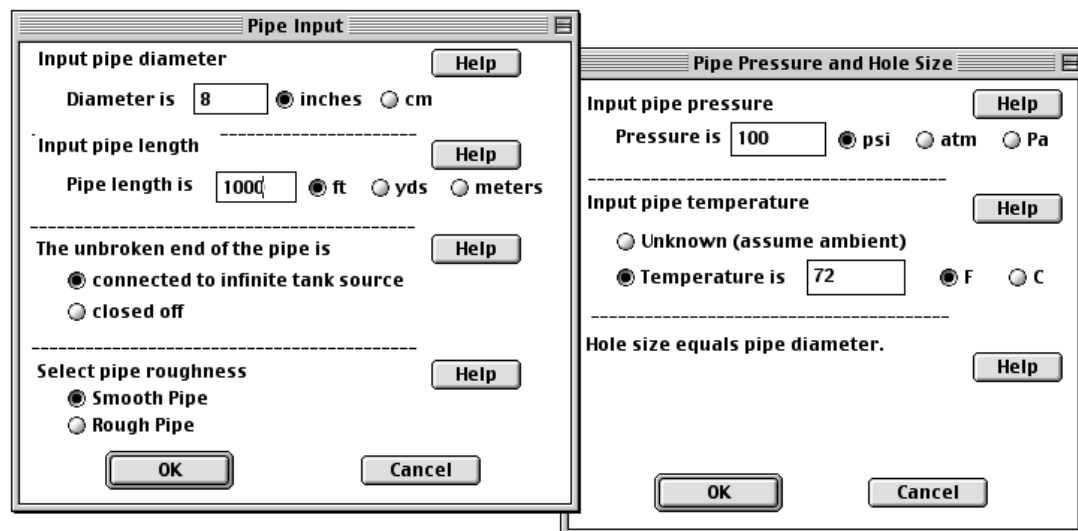 Pipe Input
Input pipe diameter
Help
Diameter is 8 inches cm
Input pipe length
Help
Pipe length is 1000 ft yds meters
The unbroken end of the pipe is
Help
connected to infinite tank source
closed off
Select pipe roughness
Help
Smooth Pipe
Rough Pipe
OK Cancel
Pipe Pressure and Hole Size
Input pipe pressure
Help
Pressure is 100 psi atm Pa
Input pipe temperature
Help
Unknown (assume ambient)
Temperature is 72 F C
Hole size equals pipe diameter.
Help
OK Cancel